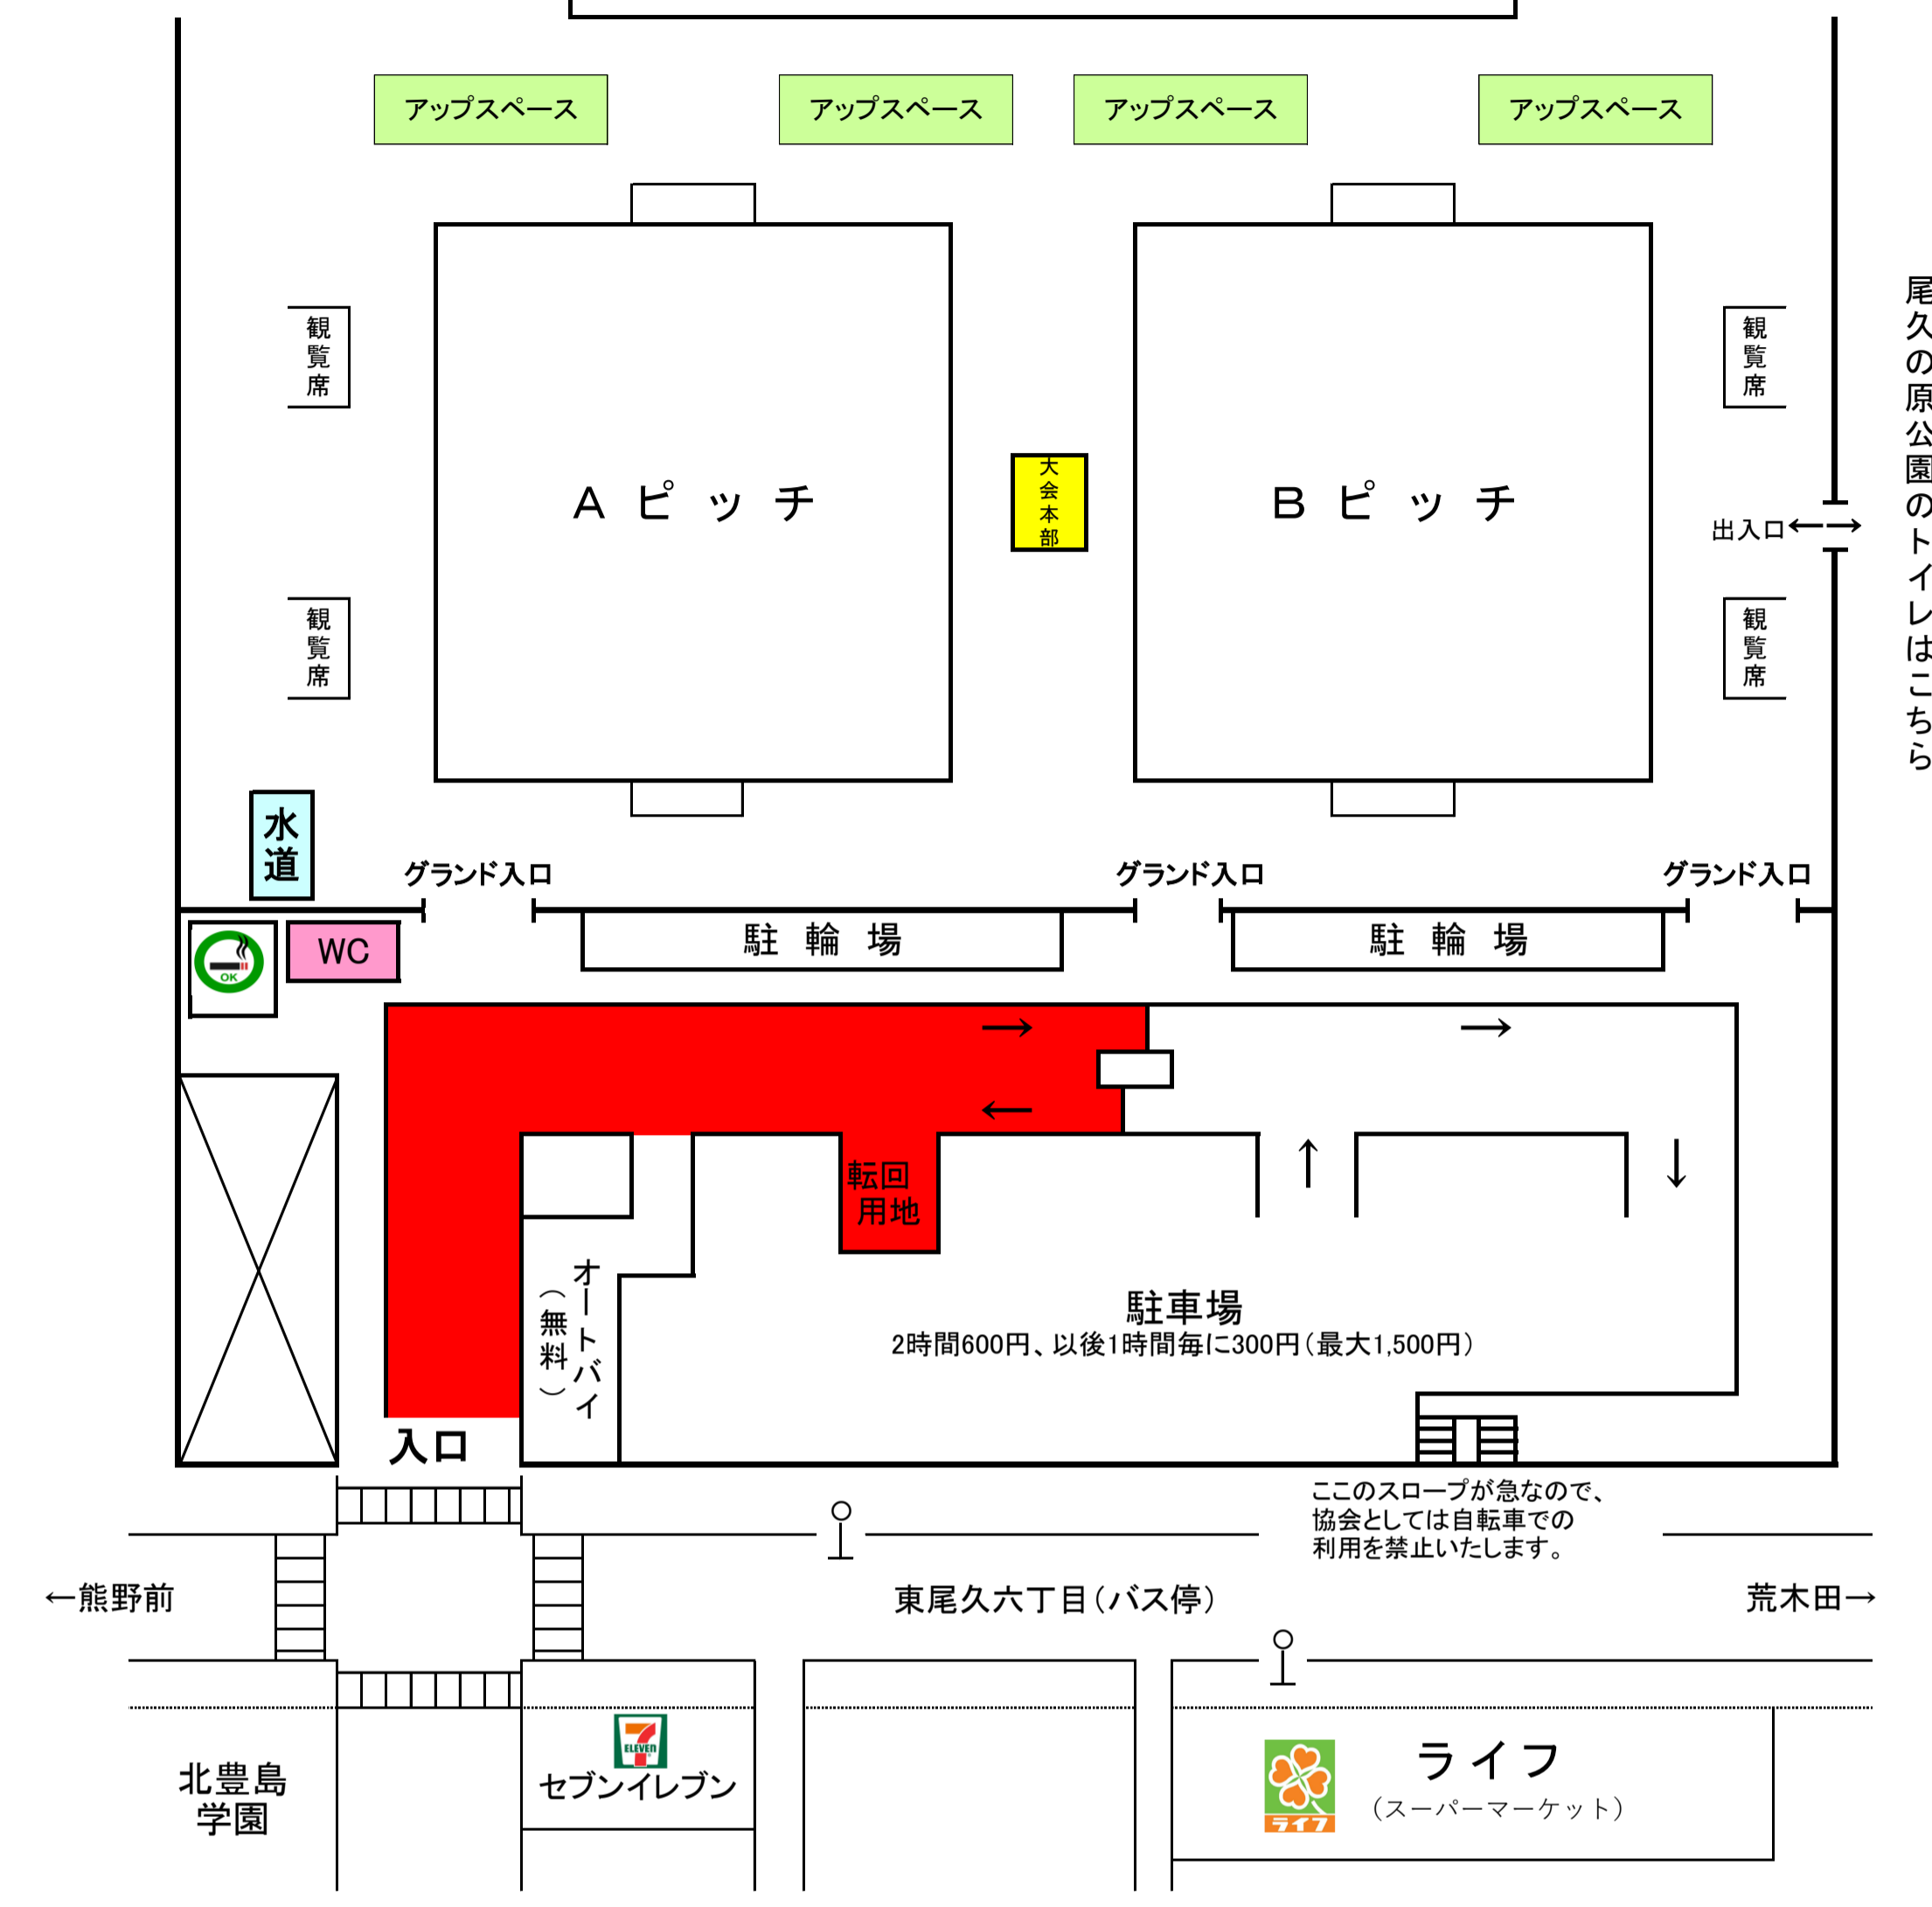 アップスペース
アップスペース
アップスペース
アップスペース
観覧席
観覧席
Aピッチ
大会本部
Bピッチ
出入口
尾久の原公園のトイレはこちら
観覧席
観覧席
水道
グランド入口
グランド入口
グランド入口
OK
WC
駐輪場
駐輪場
→
→
←
転回
用地
↑
↓
オートバイ
（無料）
駐車場
2時間600円、以後1時間毎に300円（最大1,500円）
入口
ここのスロープが急なので、
協会としては自転車での
利用を禁止いたします。
←熊野前
東尾久六丁目（バス停）
荒木田→
北豊島
学園
7
ELEVEN
セブンイレブン
ライフ
ライフ
（スーパーマーケット）